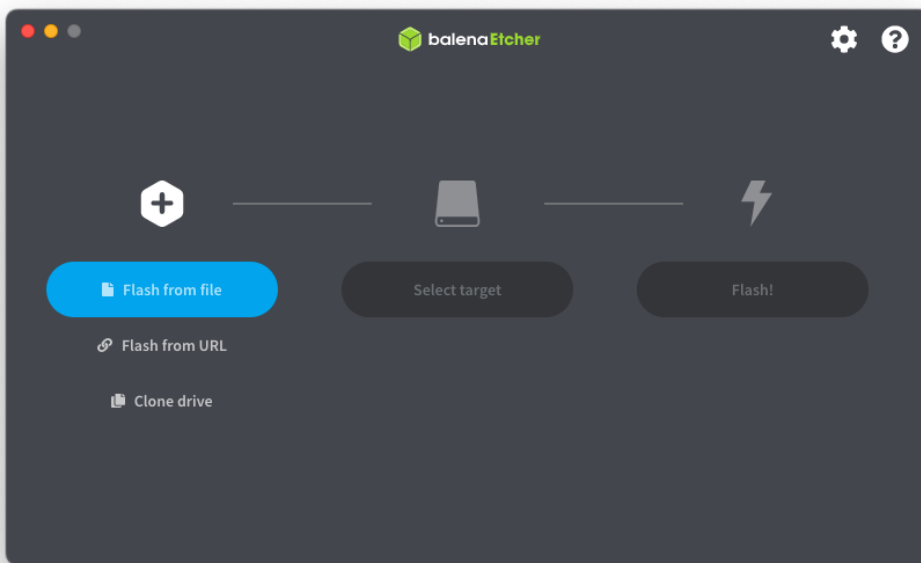 balenaEtcher
Flash from file
Select target
Flash!
Flash from URL
Clone drive